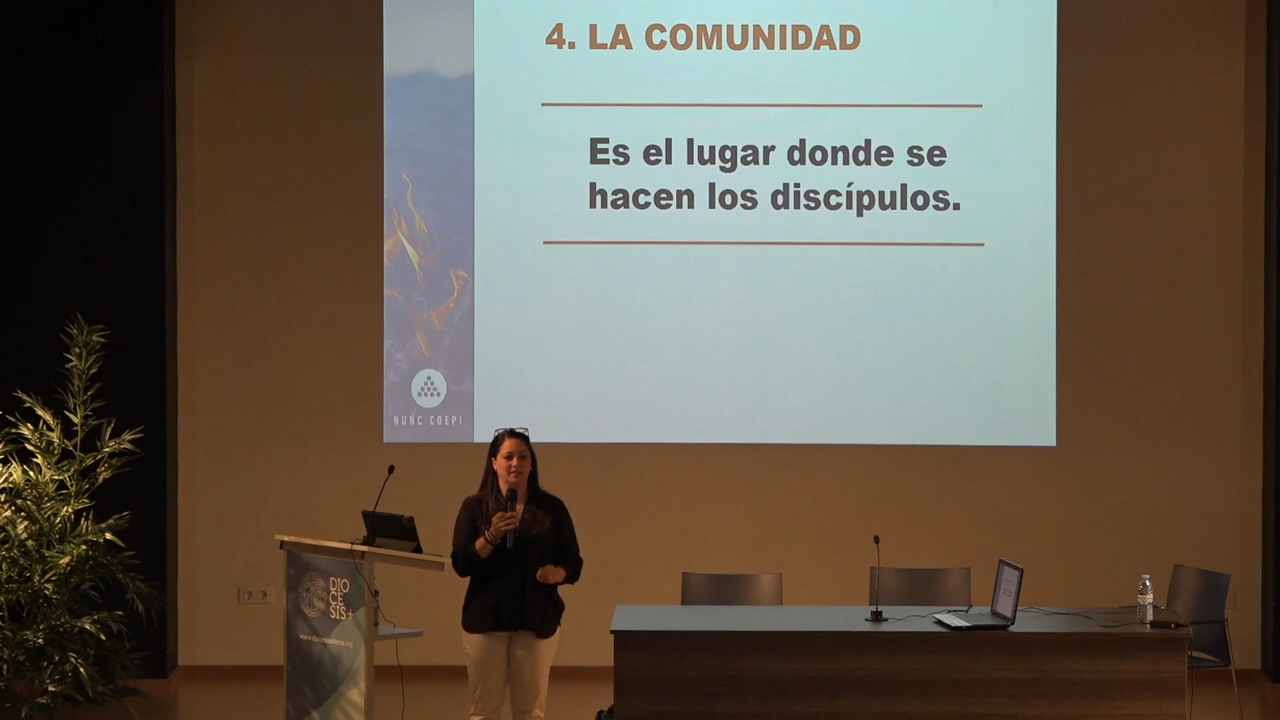 4. LA COMUNIDAD
Es el lugar donde se
hacen los discípulos.
NUNC COEPI
DIO
CE
SIS+